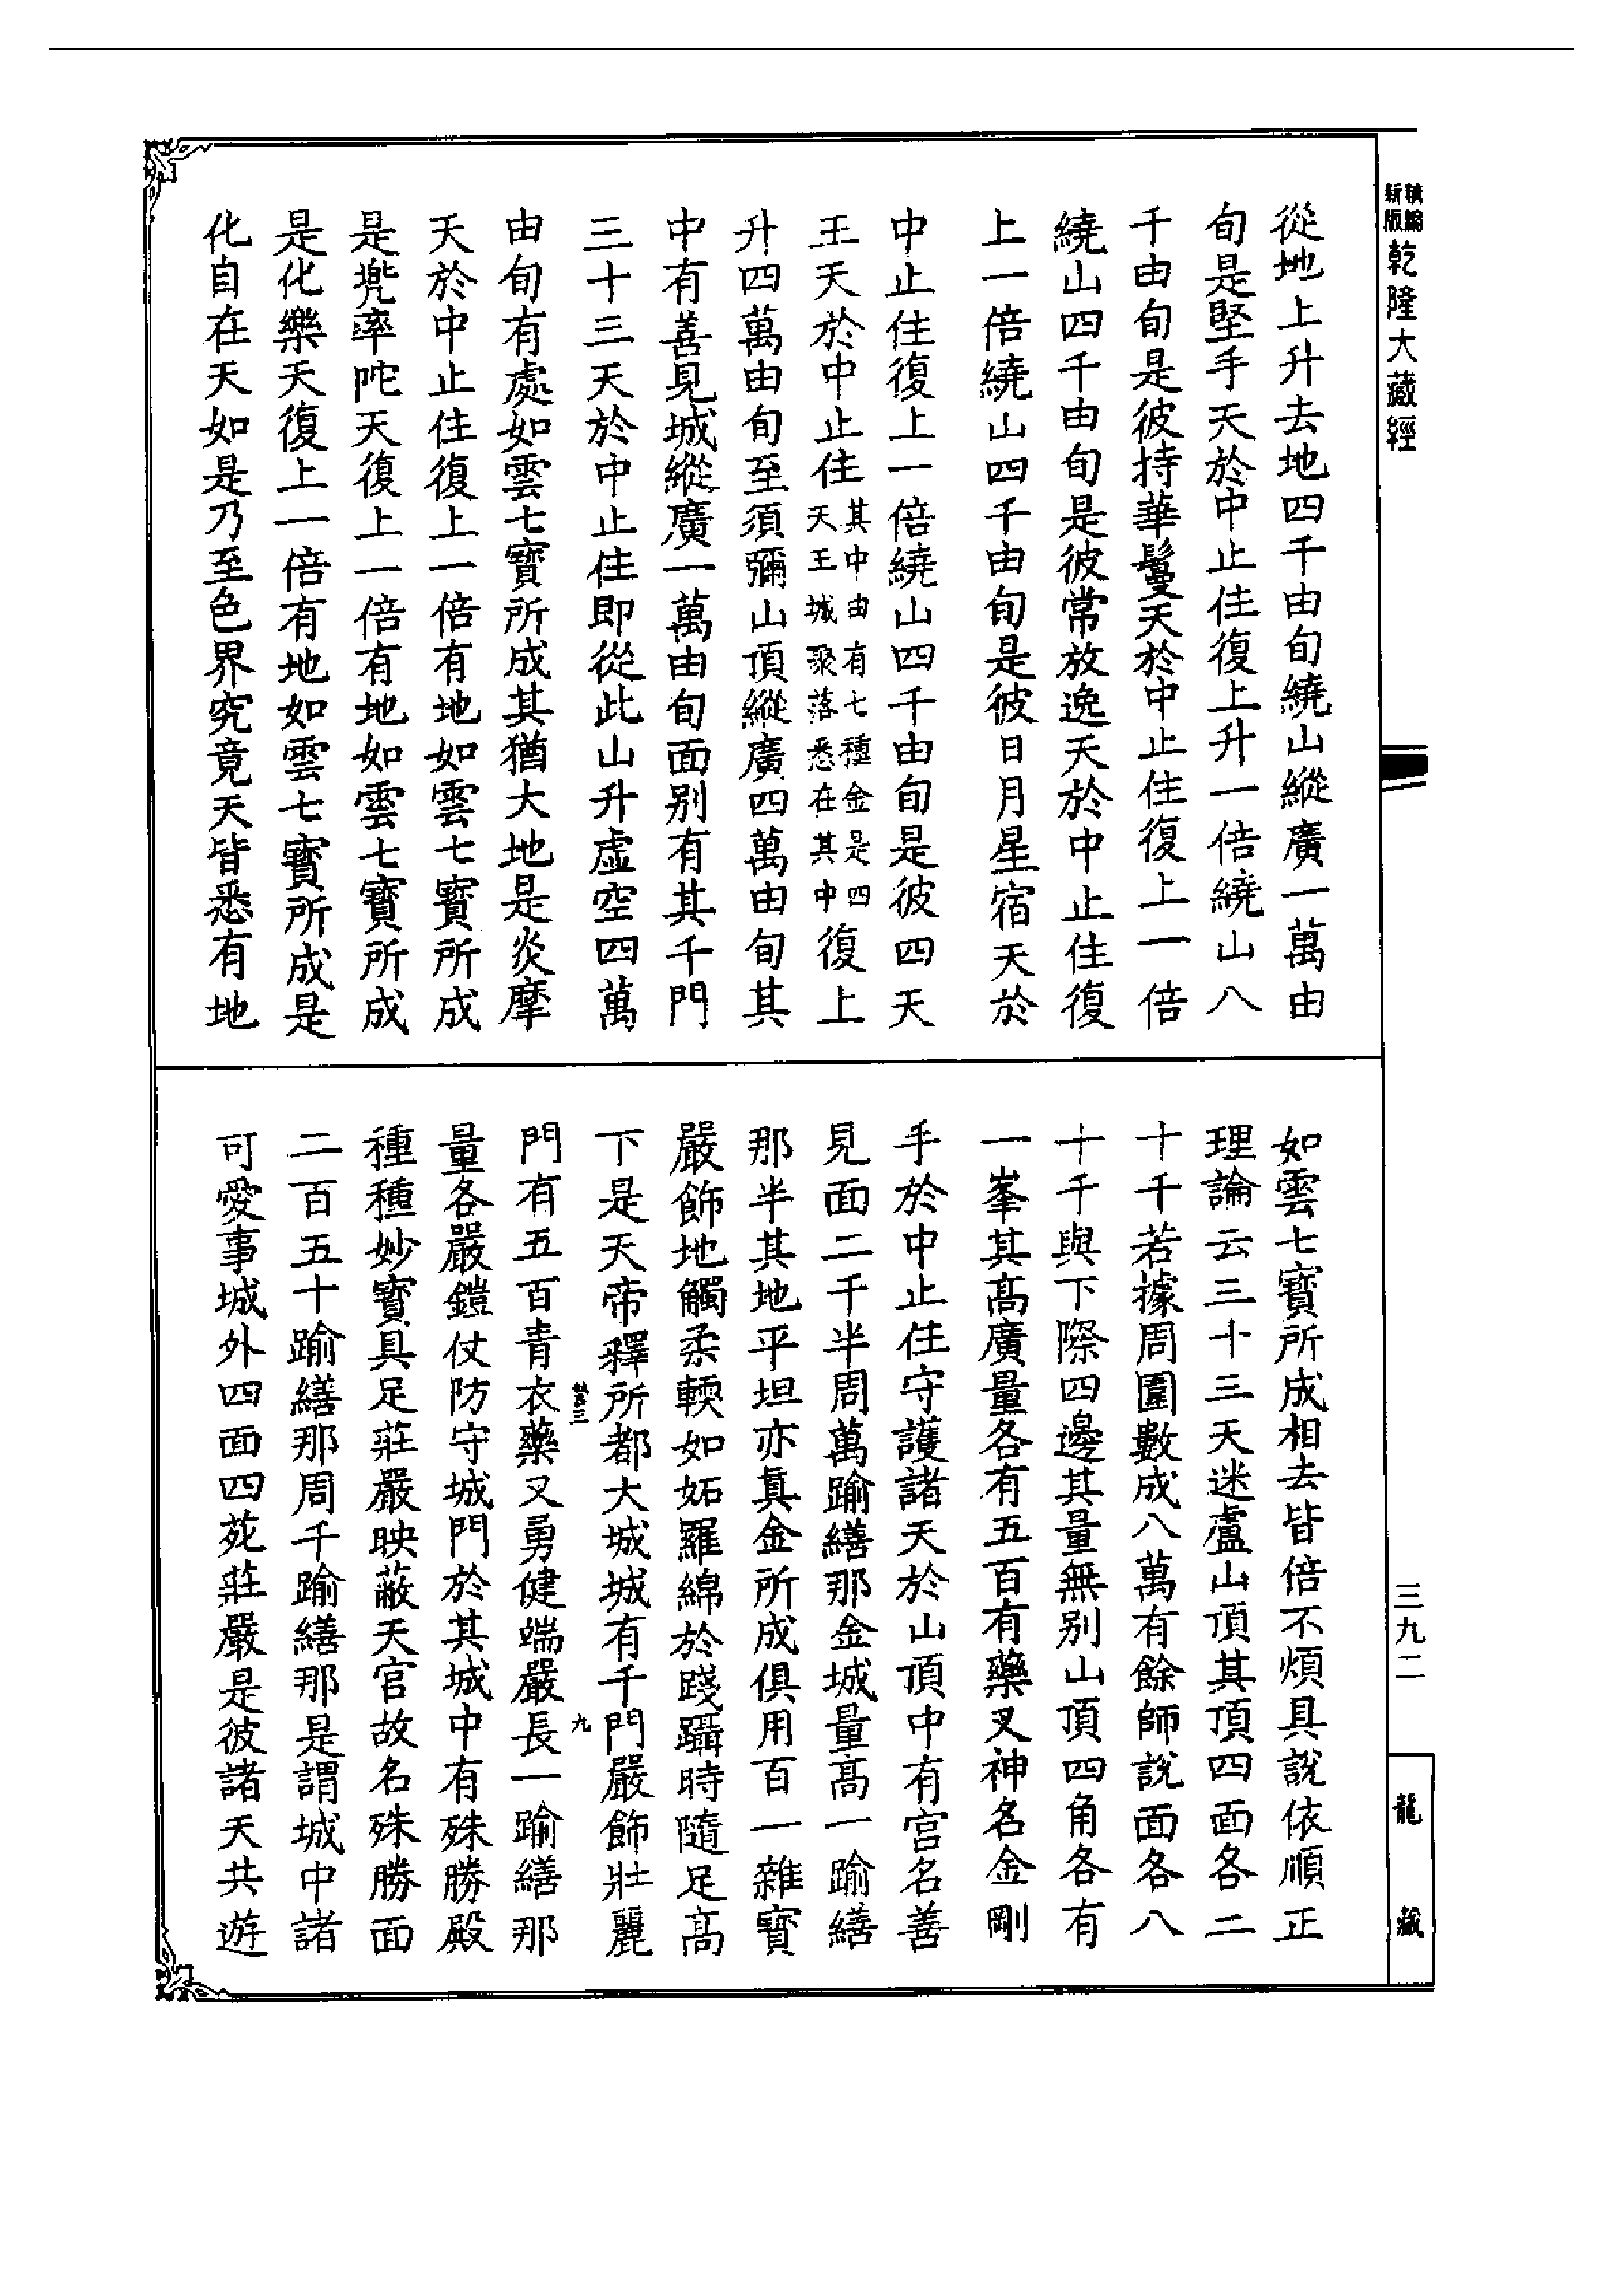 新版精編
乾隆大藏經
從地上升去地四千由旬繞山縱廣一萬由
旬是堅手天於中止住復上升一倍繞山八
千由旬是彼持華鬘天於中止住復上一倍
繞山四千由旬是彼常放逸天於中止住復
上一倍繞山四千由旬是彼日月星宿天於
中止住復上一倍繞山四千由旬是彼四天
王天於中止住其中由有七種金是四天王城聚落悉在其中復上
升四萬由旬至須彌山頂縱廣四萬由旬其
中有善見城縱廣一萬由旬面别有其千門
三十三天於中止住即從此山升虛空四萬
由旬有處如雲七寳所成其猶大地是炎摩
天於中止住復上一倍有地如雲七寳所成
是兠率陀天復上一倍有地如雲七寳所成
是化樂天復上一倍有地如雲七寳所成是
化自在天如是乃至色界究竟天皆悉有地
如雲七寳所成相去皆倍不煩具說依順正
理論云三十三天迷盧山頂其頂四面各二
十千若據周圍數成八萬有餘師說面各八
十千與下際四邊其量無别山頂四角各有
一峯其髙廣量各有五百有藥叉神名金剛
手於中止住守護諸天於山頂中有宫名善
見面二千半周萬踰繕那金城量髙一踰繕
那半其地平坦亦真金所成俱用百一雜寳
嚴飾地觸柔輭如妬羅綿於踐躡時隨足髙
下是天帝釋所都大城城有千門嚴飾壯麗
門有五百青衣藥叉勇健端嚴長一踰繕那
量各嚴鎧仗防守城門於其城中有殊勝殿
種種妙寳具足莊嚴映蔽天宫故名殊勝面
二百五十踰繕那周千踰繕那是謂城中諸
可愛事城外四面四苑莊嚴是彼諸天共遊
三九二
龍藏
三
九